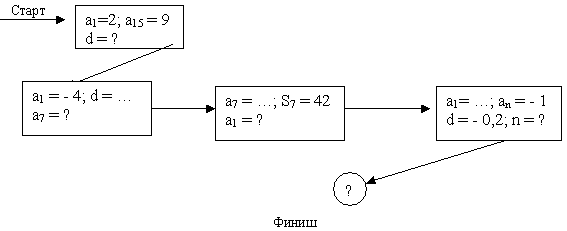 Старт
a₁=2; a₁₅ = 9
d = ?
a₁ = - 4; d = …
a₇ = ?
a₇ = …; S₇ = 42
a₁ = ?
a₁= …; aₙ = - 1
d = - 0,2; n = ?
?
Финиш